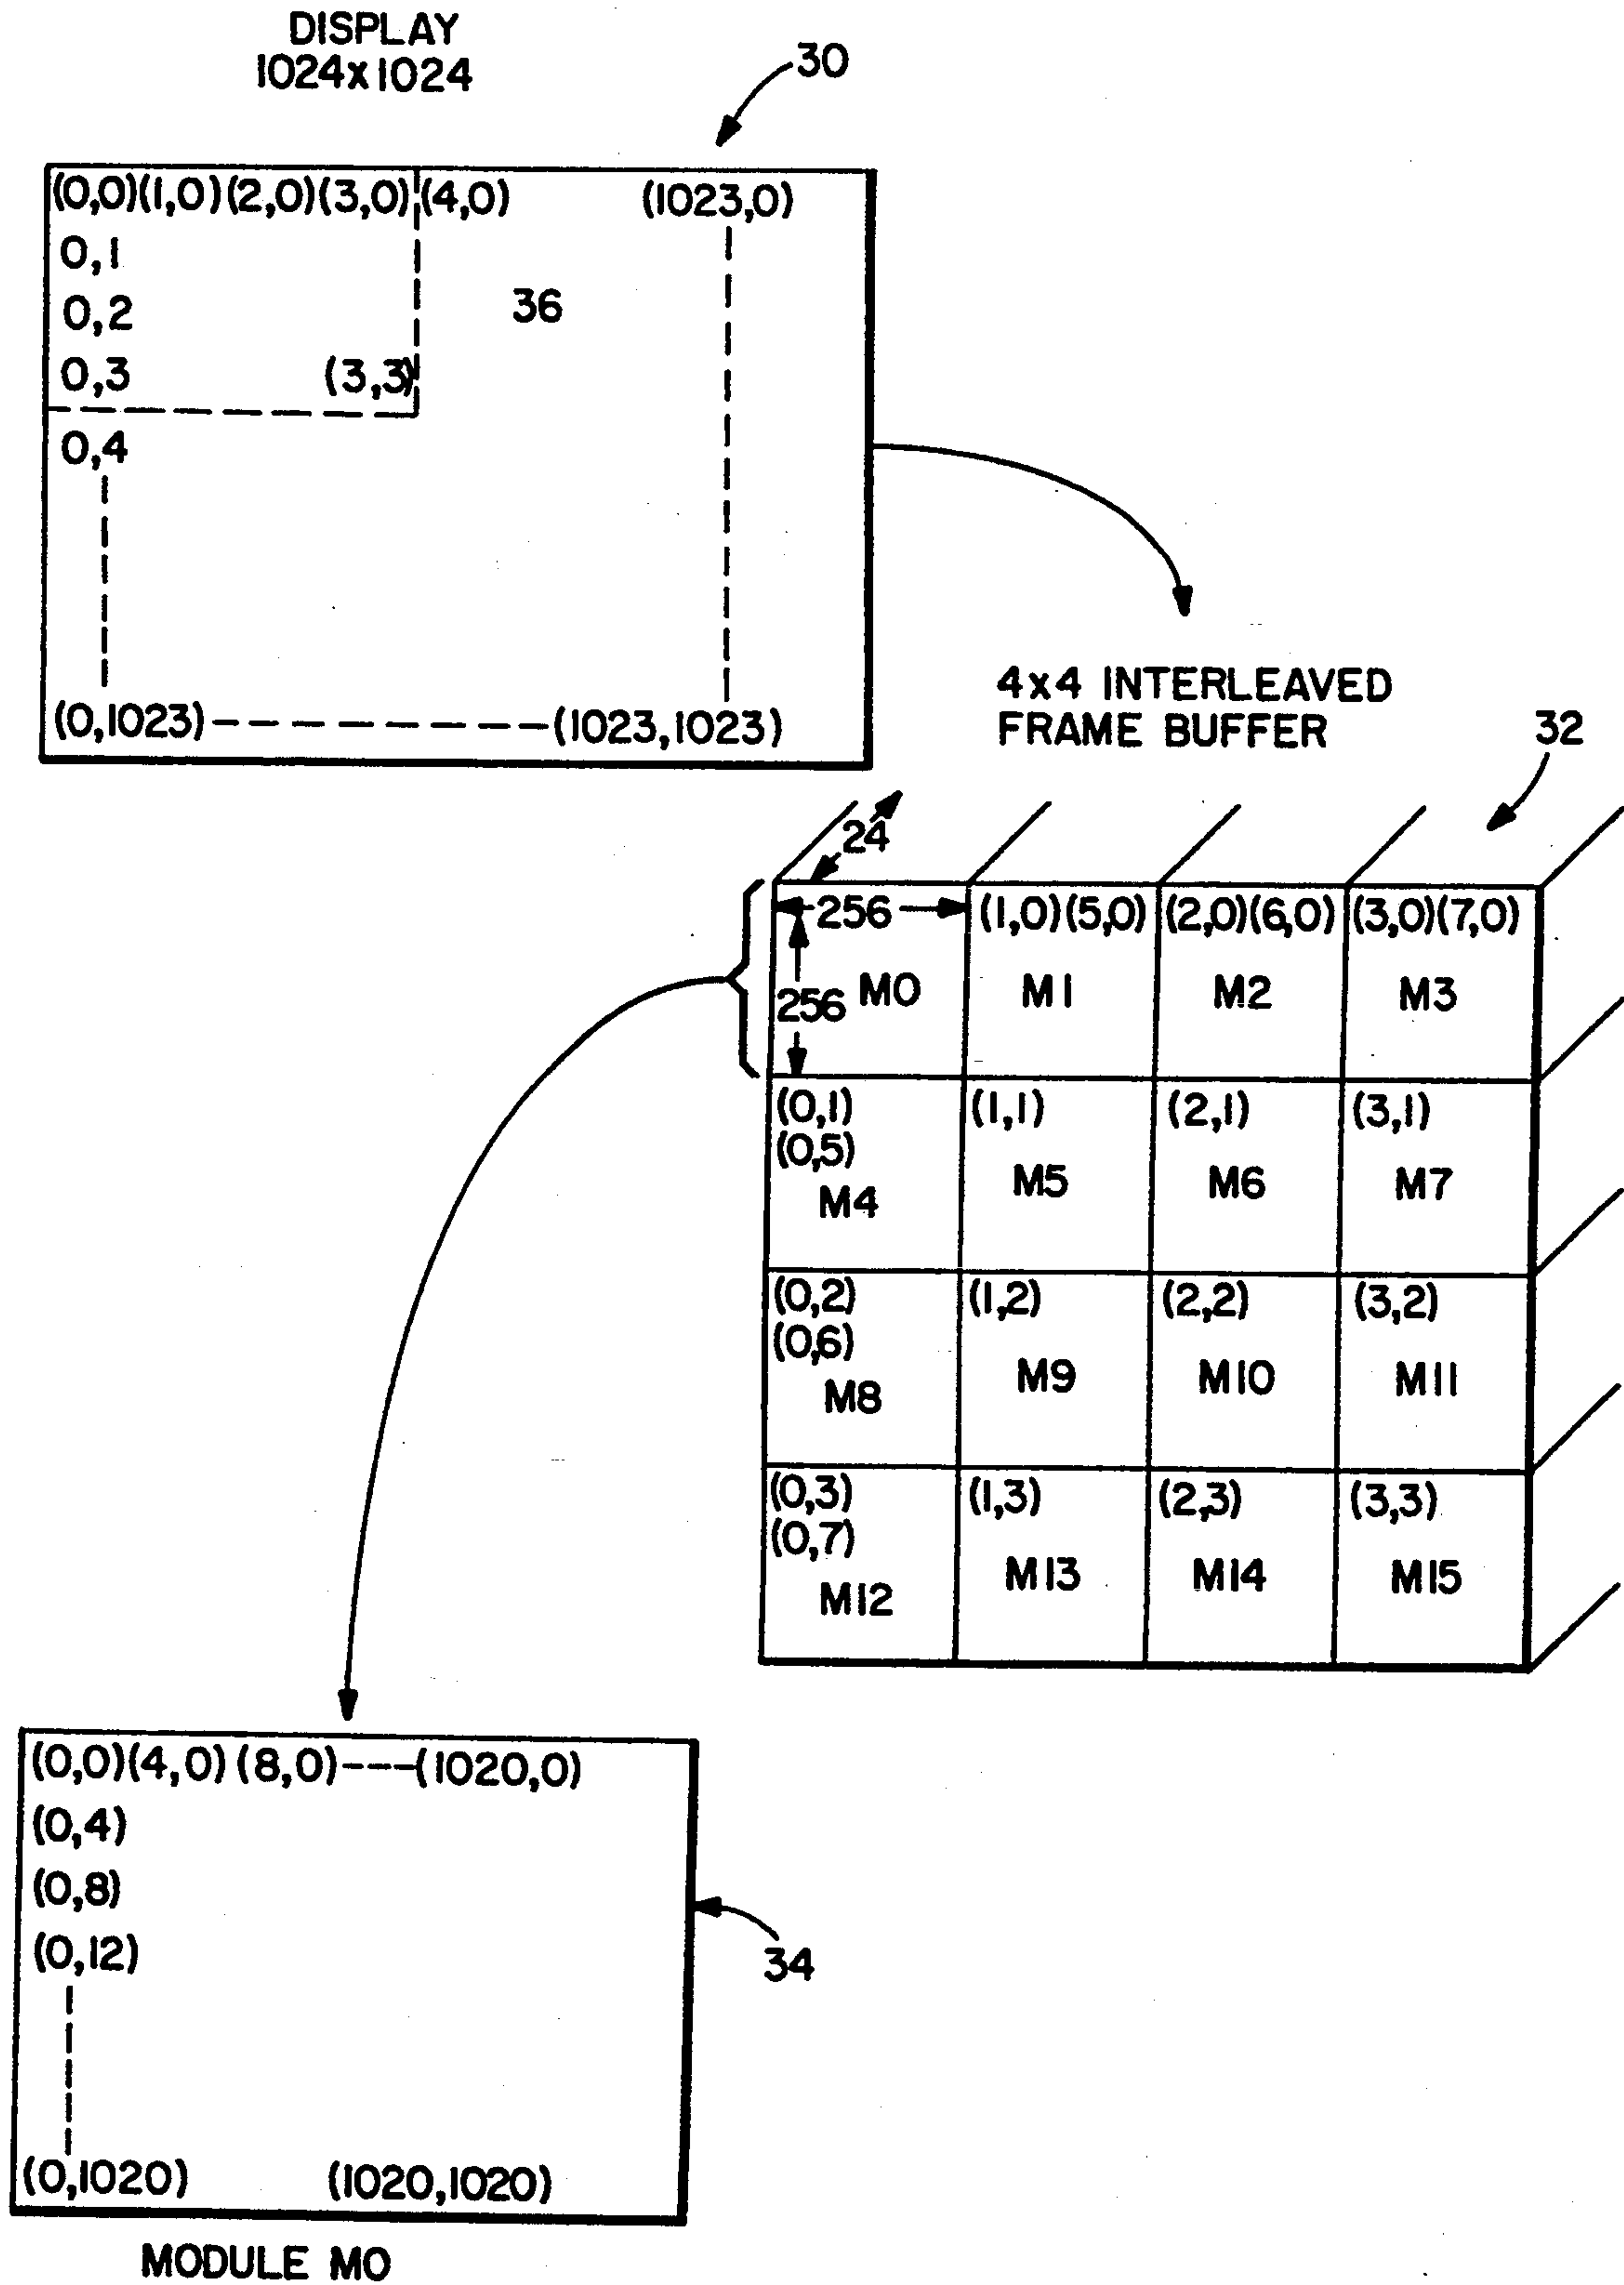 DISPLAY
1024x1024
30
(0,0)(1,0)(2,0)(3,0)(4,0) (1023,0)
0,1
0,2 36
0,3 (3,3)
0,4
(0,1023) (1023,1023)
4x4 INTERLEAVED
FRAME BUFFER
32
24
256 (1,0)(5,0) (2,0)(6,0) (3,0)(7,0)
256 M0 M1 M2 M3
(0,1) (1,1) (2,1) (3,1)
(0,5)
M4 M5 M6 M7
(0,2) (1,2) (2,2) (3,2)
(0,6)
M8 M9 M10 M11
(0,3) (1,3) (2,3) (3,3)
(0,7)
M12 M13 M14 M15
(0,0)(4,0)(8,0)---(1020,0)
(0,4)
(0,8)
(0,12)
34
(0,1020) (1020,1020)
MODULE M0